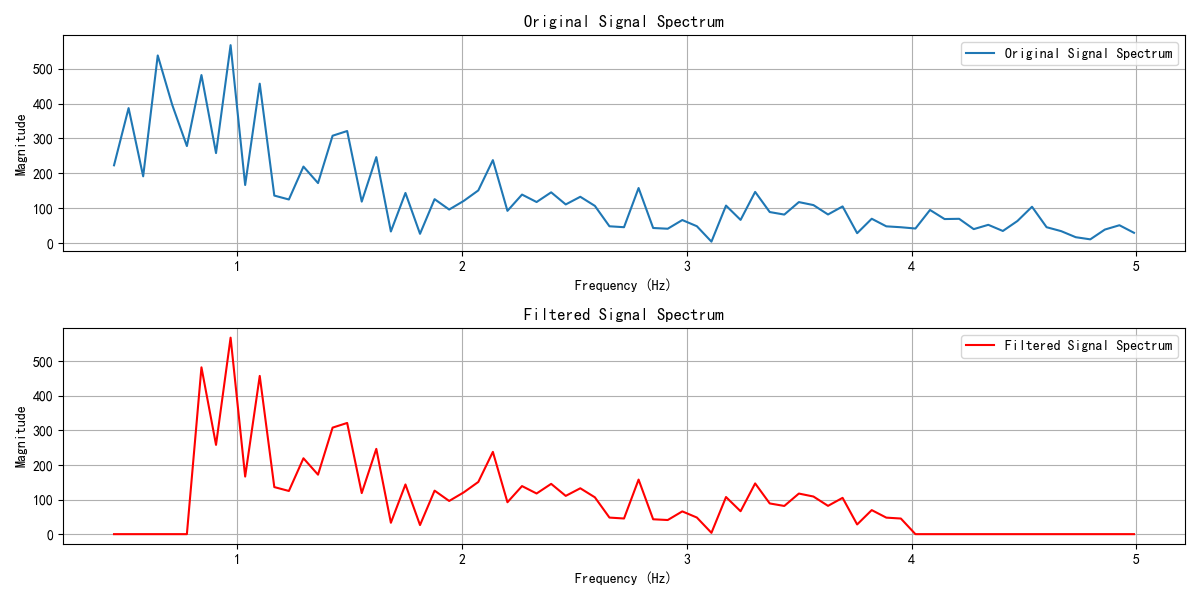 Original Signal Spectrum
Original Signal Spectrum
Magnitude
500
400
300
200
100
0
1 2 3 4 5
Frequency (Hz)
Filtered Signal Spectrum
Filtered Signal Spectrum
Magnitude
500
400
300
200
100
0
1 2 3 4 5
Frequency (Hz)